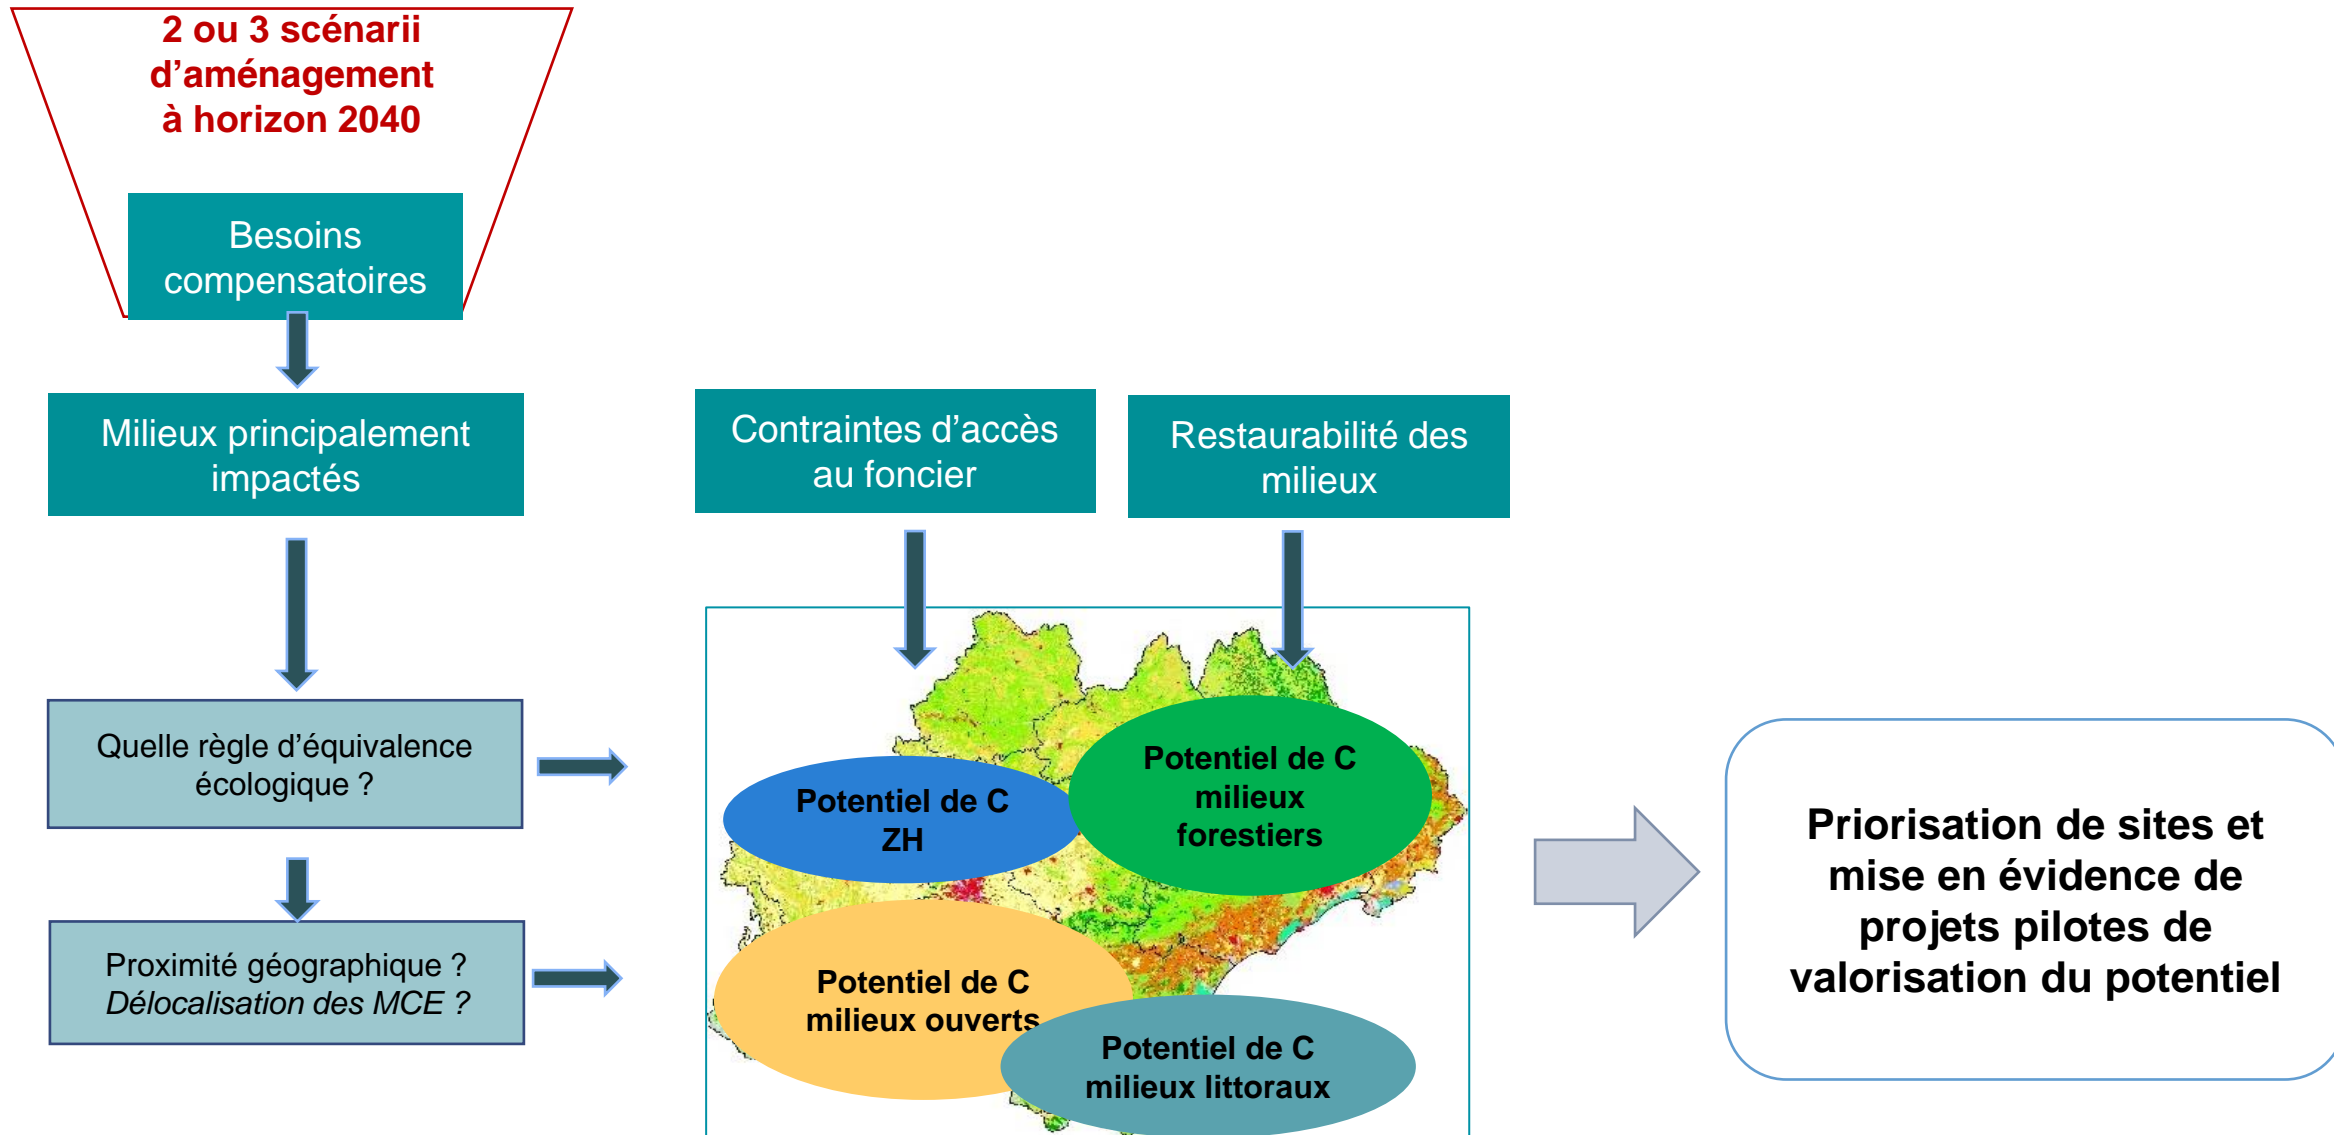 2 ou 3 scénarii
d’aménagement
à horizon 2040
Besoins
compensatoires
Milieux principalement
impactés
Contraintes d’accès
au foncier
Restaurabilité des
milieux
Quelle règle d’équivalence
écologique ?
Proximité géographique ?
Délocalisation des MCE ?
Potentiel de C
ZH
Potentiel de C
milieux
forestiers
Potentiel de C
milieux ouverts
Potentiel de C
milieux littoraux
Priorisation de sites et
mise en évidence de
projets pilotes de
valorisation du potentiel